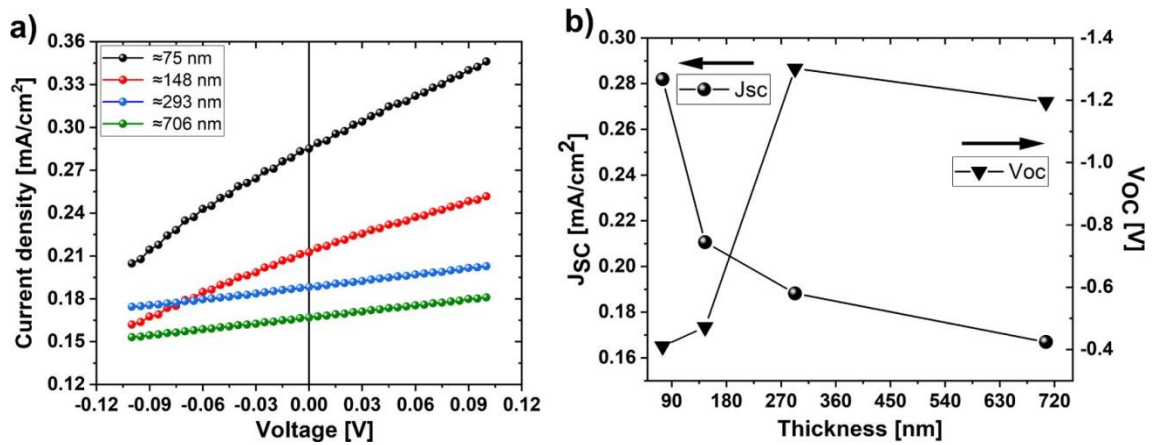 a)
0.36
0.33
0.30
0.27
0.24
0.21
0.18
0.15
0.12
Current density [mA/cm²]
≈75 nm
≈148 nm
≈293 nm
≈706 nm
-0.12 -0.09 -0.06 -0.03 0.00 0.03 0.06 0.09 0.12
Voltage [V]
b)
0.30
0.28
0.26
0.24
0.22
0.20
0.18
0.16
JSC [mA/cm²]
Jsc
Voc
-1.4
-1.2
-1.0
-0.8
-0.6
-0.4
VOC [V]
90 180 270 360 450 540 630 720
Thickness [nm]